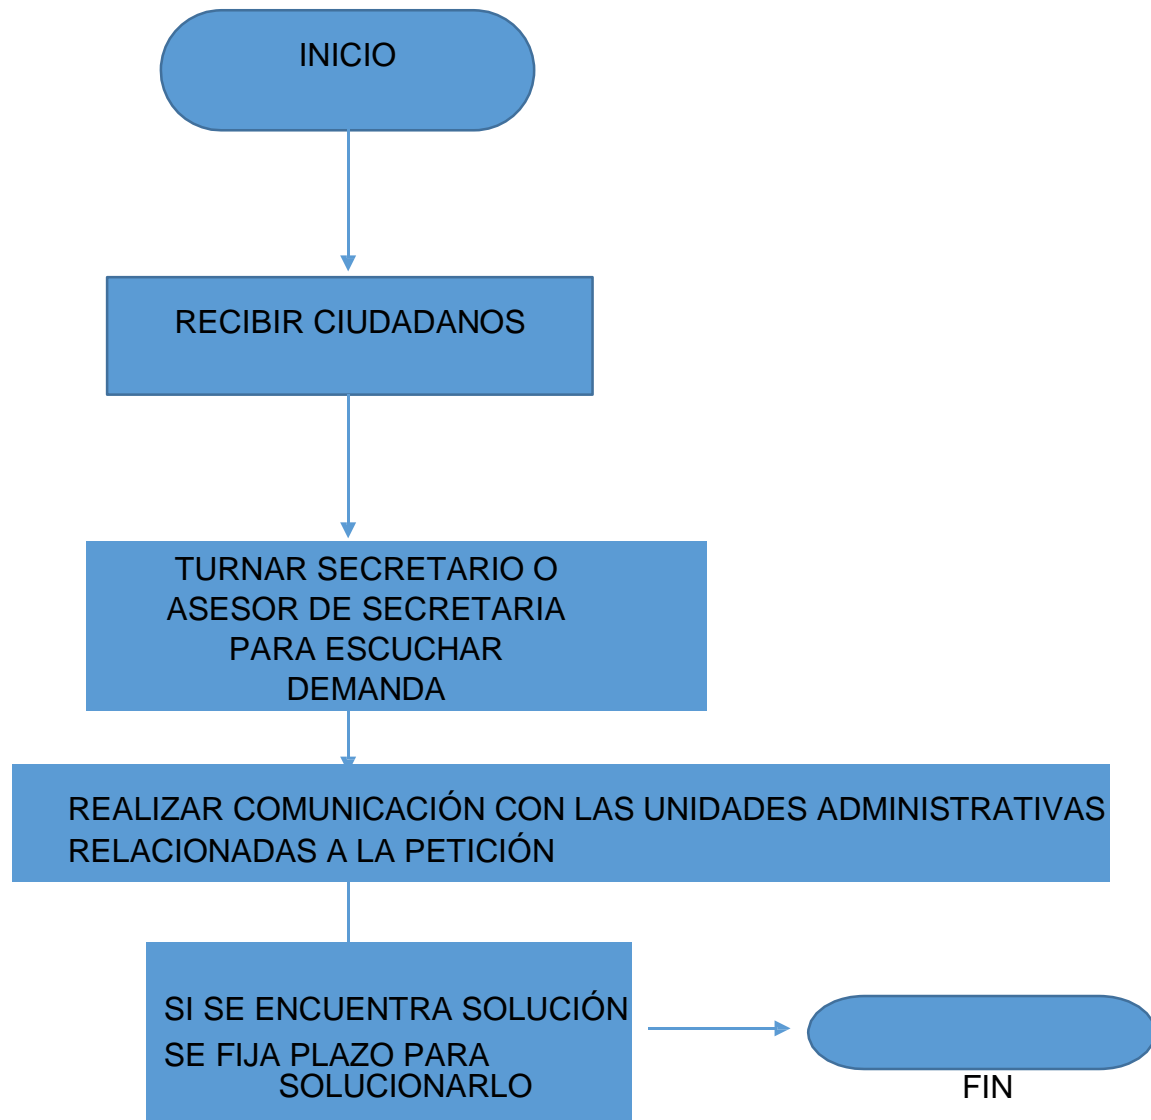 INICIO
RECIBIR CIUDADANOS
TURNAR SECRETARIO O
ASESOR DE SECRETARIA
PARA ESCUCHAR
DEMANDA
REALIZAR COMUNICACIÓN CON LAS UNIDADES ADMINISTRATIVAS
RELACIONADAS A LA PETICIÓN
SI SE ENCUENTRA SOLUCIÓN
SE FIJA PLAZO PARA
SOLUCIONARLO
FIN